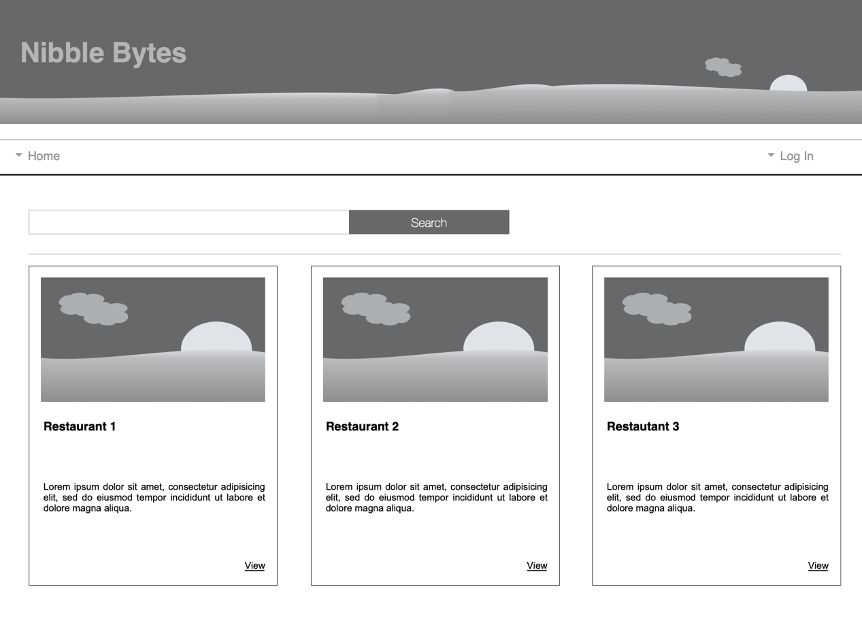 Nibble Bytes
Home
Log In
Search
Restaurant 1
Lorem ipsum dolor sit amet, consectetur adipisicing
elit, sed do eiusmod tempor incididunt ut labore et
dolore magna aliqua.
View
Restaurant 2
Lorem ipsum dolor sit amet, consectetur adipisicing
elit, sed do eiusmod tempor incididunt ut labore et
dolore magna aliqua.
View
Restautant 3
Lorem ipsum dolor sit amet, consectetur adipisicing
elit, sed do eiusmod tempor incididunt ut labore et
dolore magna aliqua.
View